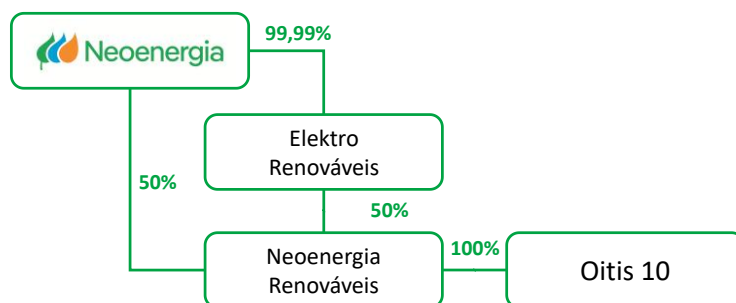 Neoenergia
99,99%
Elektro
Renováveis
50%
50%
Neoenergia
Renováveis
100%
Oitis 10